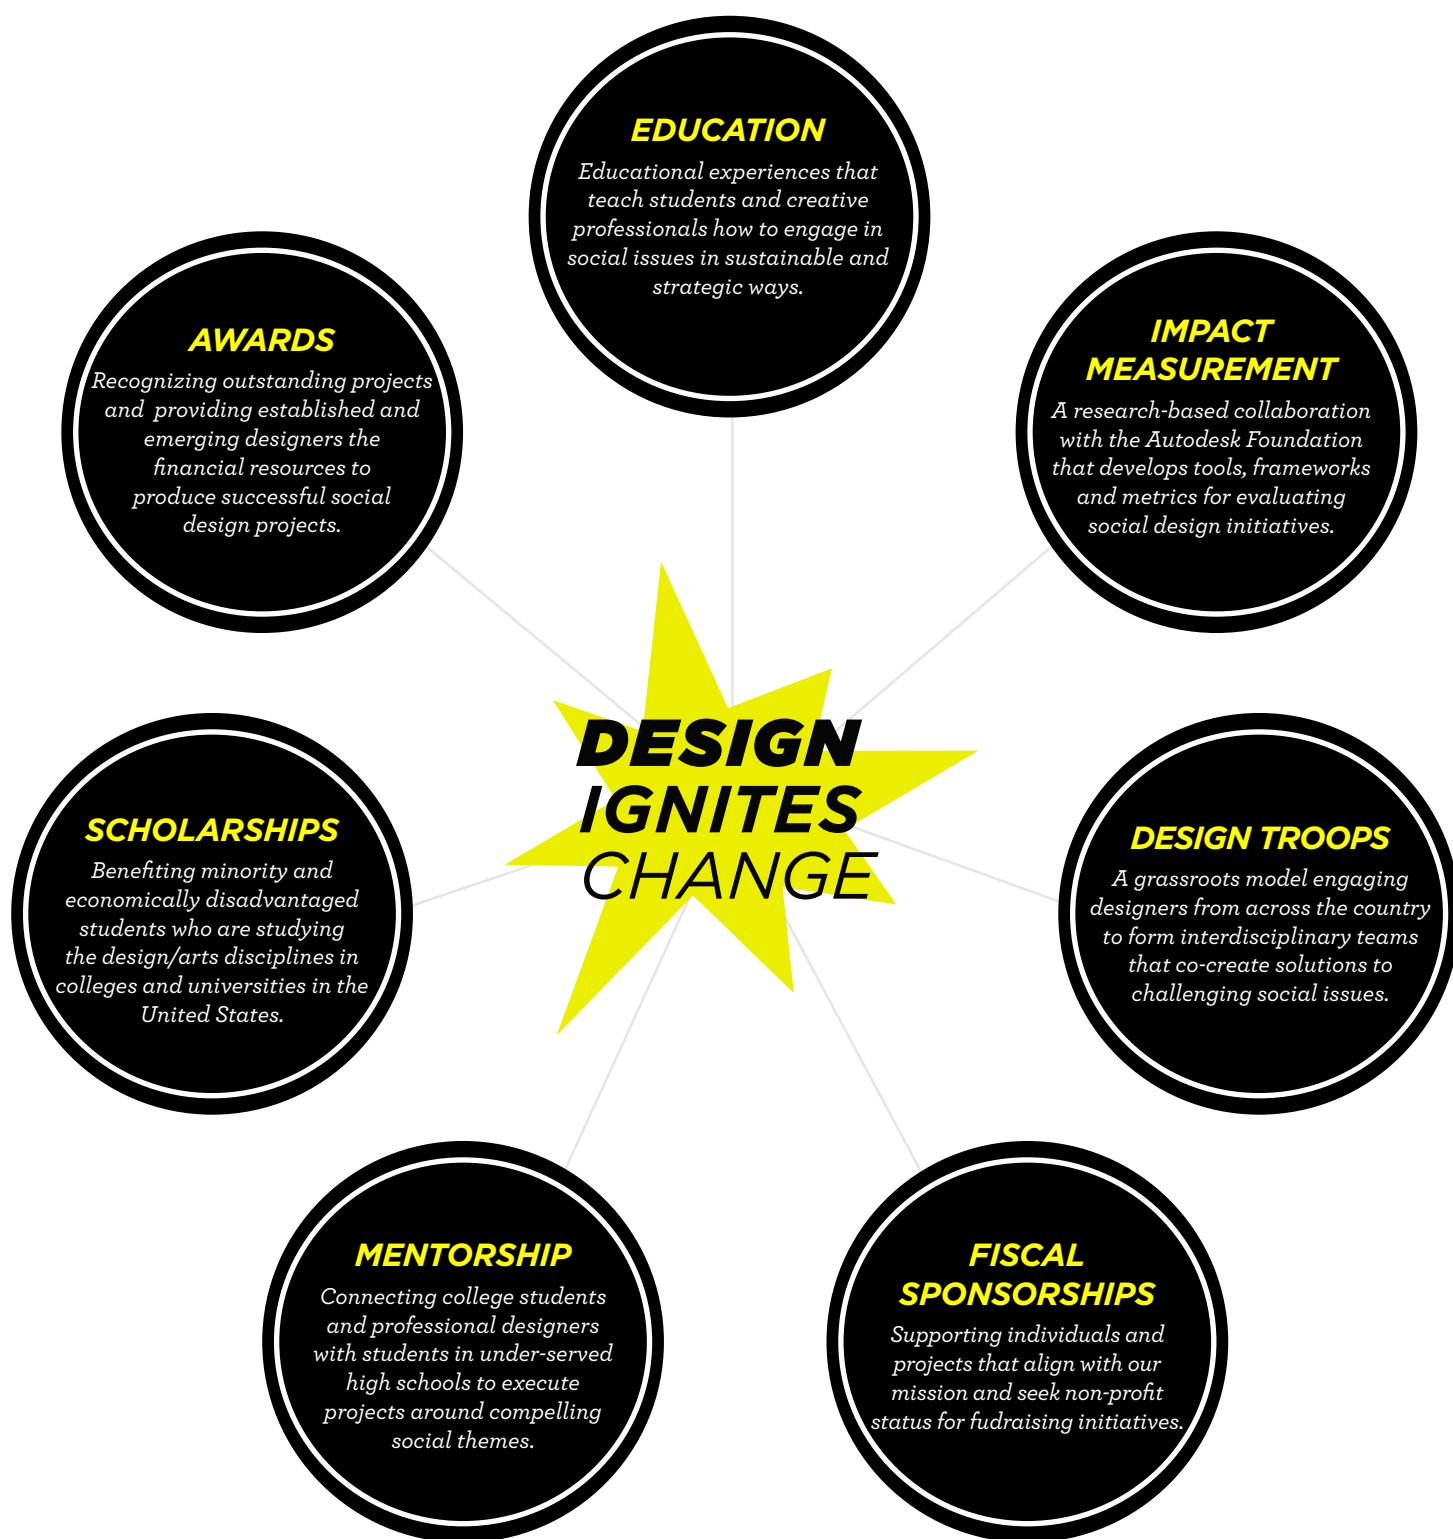 EDUCATION
Educational experiences that
teach students and creative
professionals how to engage in
social issues in sustainable and
strategic ways.
AWARDS
Recognizing outstanding projects
and providing established and
emerging designers the
financial resources to
produce successful social
design projects.
IMPACT
MEASUREMENT
A research-based collaboration
with the Autodesk Foundation
that develops tools, frameworks
and metrics for evaluating
social design initiatives.
DESIGN
IGNITES
CHANGE
SCHOLARSHIPS
Benefiting minority and
economically disadvantaged
students who are studying
the design/arts disciplines in
colleges and universities in the
United States.
DESIGN TROOPS
A grassroots model engaging
designers from across the country
to form interdisciplinary teams
that co-create solutions to
challenging social issues.
MENTORSHIP
Connecting college students
and professional designers
with students in under-served
high schools to execute
projects around compelling
social themes.
FISCAL
SPONSORSHIPS
Supporting individuals and
projects that align with our
mission and seek non-profit
status for fudraising initiatives.